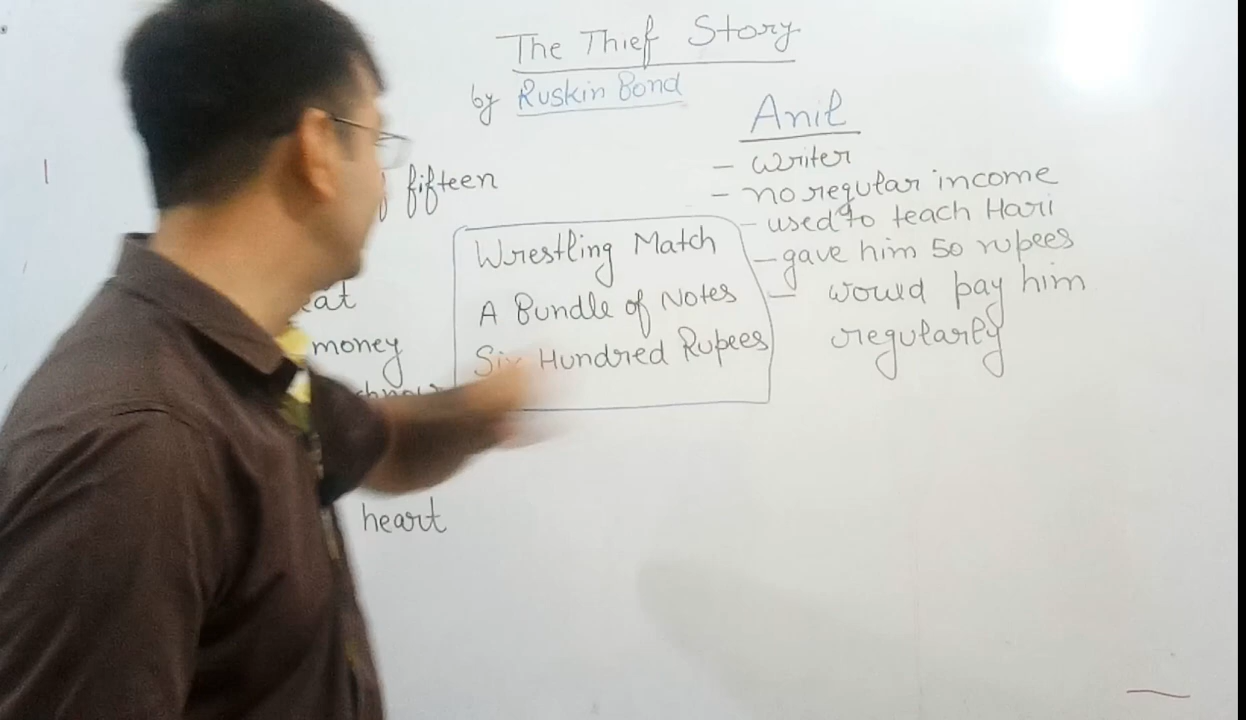 The Thief Story
by Ruskin Bond
fifteen
money
heart
Wrestling Match
A Bundle of Notes
Six Hundred Rupees
Anil
- writer
- no regular income
- used to teach Hari
- gave him 50 rupees
- would pay him
regularly